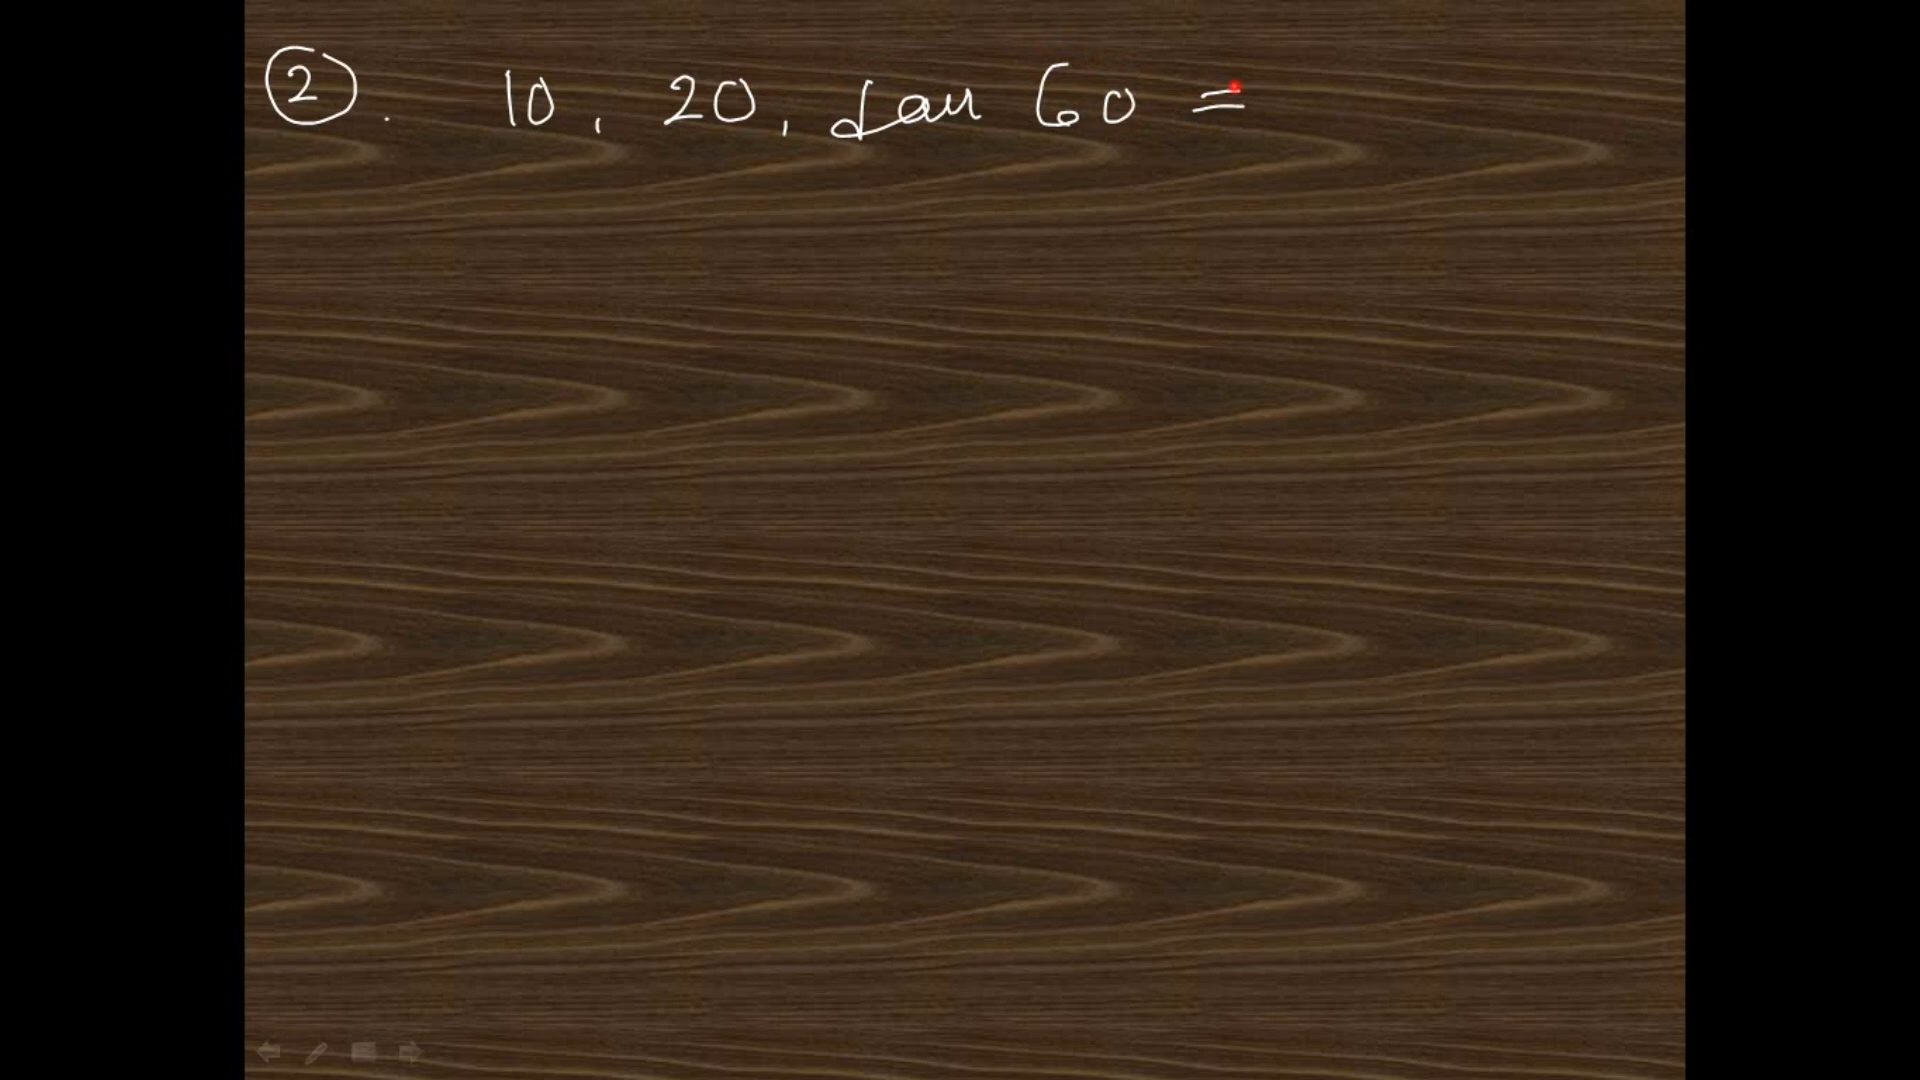 2. 10, 20, dan 60 =